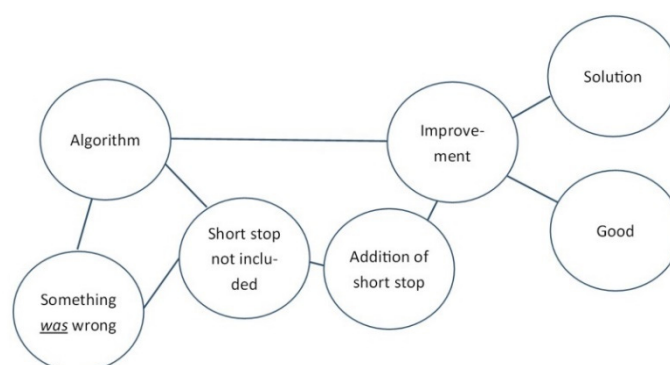 Solution
Algorithm
Improve-
ment
Short stop
not inclu-
ded
Addition of
short stop
Good
Something
was wrong